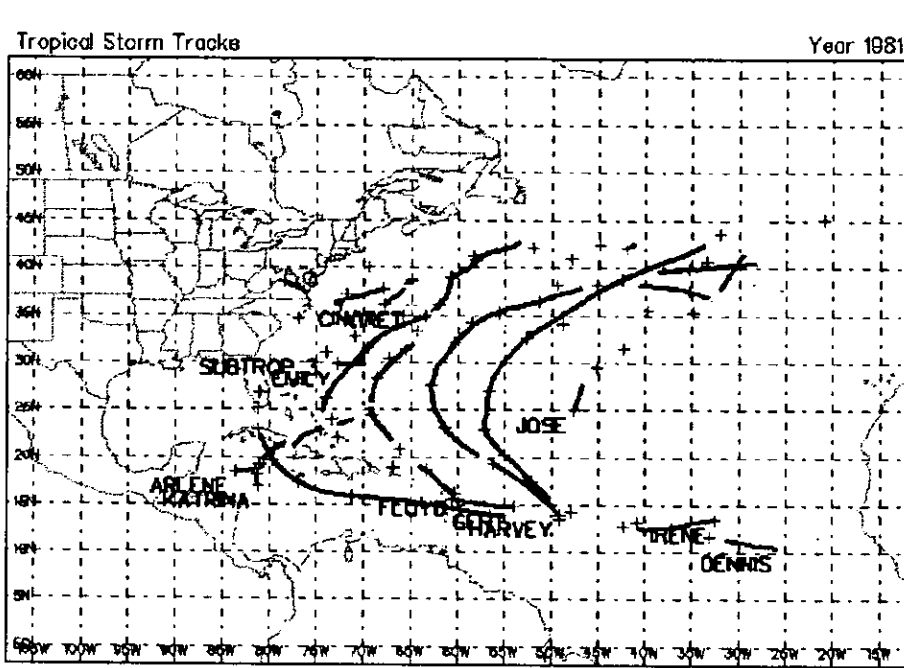 Tropical Storm Tracks Year 1981
60N
55N
50N
45N
40N
35N
30N
25N
20N
15N
10N
5N
SUBTROP 3
EMILY
JOSE
ARLENE
KATRINA
FLOYD
GERT
HARVEY
IRENE
DENNIS
105W 100W 95W 90W 85W 80W 75W 70W 65W 60W 55W 50W 45W 40W 35W 30W 25W 20W 15W